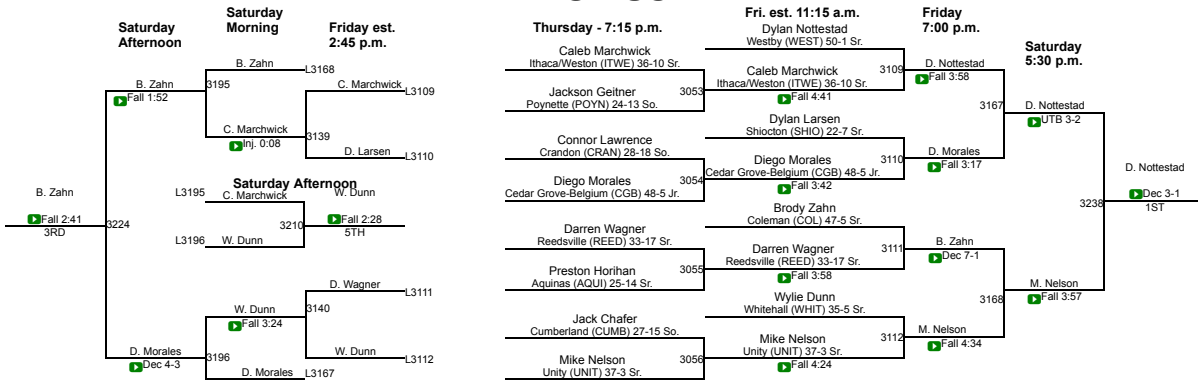 Saturday
Afternoon
Saturday
Morning
Friday est.
2:45 p.m.
B. Zahn
L3168
B. Zahn
3195
Fall 1:52
C. Marchwick
L3109
C. Marchwick
3139
Inj. 0:08
D. Larsen
L3110
B. Zahn
Fall 2:41
3RD
3224
Saturday Afternoon
L3195
C. Marchwick
W. Dunn
3210
Fall 2:28
5TH
L3196
W. Dunn
D. Wagner
L3111
W. Dunn
3140
Fall 3:24
W. Dunn
L3112
D. Morales
3196
Dec 4-3
D. Morales
L3167
Thursday - 7:15 p.m.
Fri. est. 11:15 a.m.
Friday
7:00 p.m.
Saturday
5:30 p.m.
Caleb Marchwick
Ithaca/Weston (ITWE) 36-10 Sr.
3053
Jackson Geitner
Poynette (POYN) 24-13 So.
Connor Lawrence
Crandon (CRAN) 28-18 So.
3054
Diego Morales
Cedar Grove-Belgium (CGB) 48-5 Jr.
Darren Wagner
Reedsville (REED) 33-17 Sr.
3055
Preston Horihan
Aquinas (AQUI) 25-14 Sr.
Jack Chafer
Cumberland (CUMB) 27-15 So.
3056
Mike Nelson
Unity (UNIT) 37-3 Sr.
Dylan Nottestad
Westby (WEST) 50-1 Sr.
3109
Caleb Marchwick
Ithaca/Weston (ITWE) 36-10 Sr.
Fall 4:41
Dylan Larsen
Shiocton (SHIO) 22-7 Sr.
3110
Diego Morales
Cedar Grove-Belgium (CGB) 48-5 Jr.
Fall 3:42
Brody Zahn
Coleman (COL) 47-5 Sr.
3111
Darren Wagner
Reedsville (REED) 33-17 Sr.
Fall 3:58
Wylie Dunn
Whitehall (WHIT) 35-5 Sr.
3112
Mike Nelson
Unity (UNIT) 37-3 Sr.
Fall 4:24
D. Nottestad
Fall 3:58
3167
D. Morales
Fall 3:17
B. Zahn
Dec 7-1
3168
M. Nelson
Fall 4:34
D. Nottestad
UTB 3-2
3238
M. Nelson
Fall 3:57
D. Nottestad
Dec 3-1
1ST